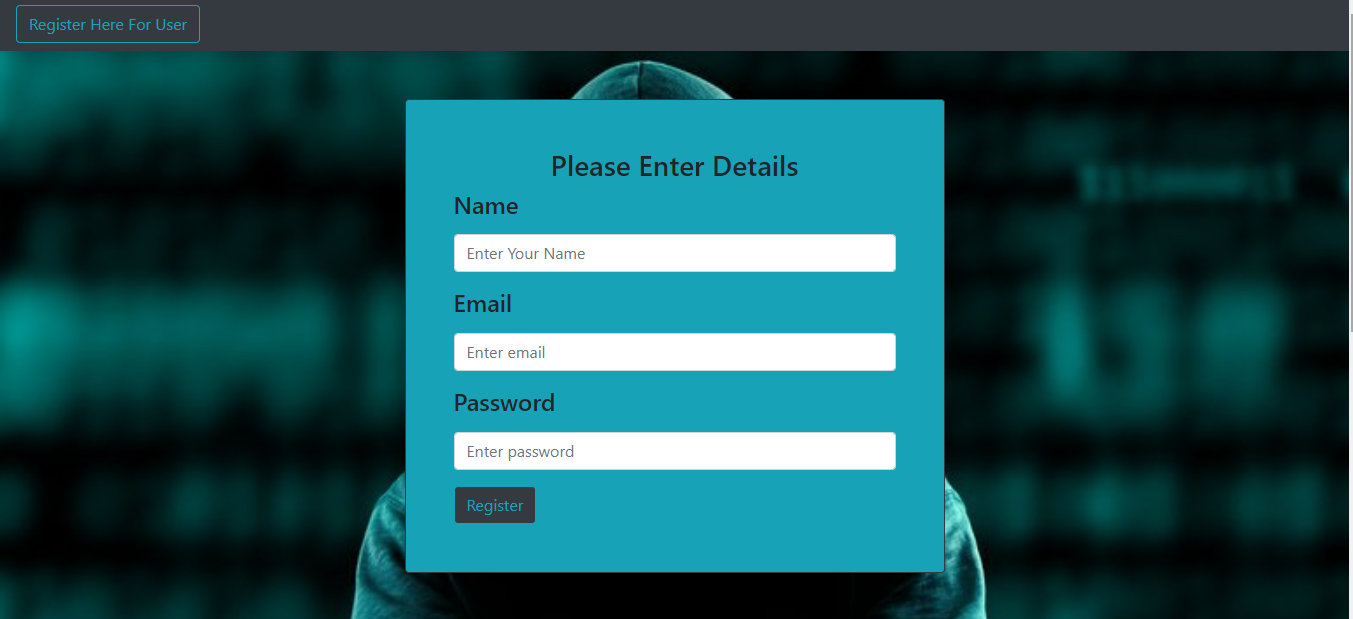 Register Here For User
Please Enter Details
Name
Enter Your Name
Email
Enter email
Password
Enter password
Register